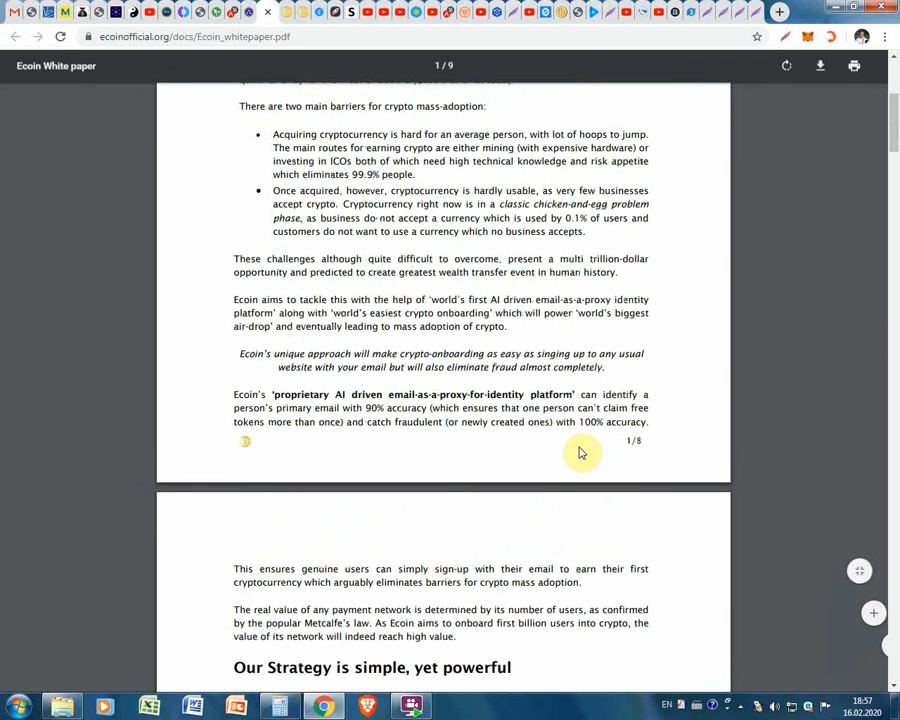 ecoinofficial.org/docs/Ecoin_whitepaper.pdf
Ecoin White paper
1 / 9
There are two main barriers for crypto mass-adoption:
Acquiring cryptocurrency is hard for an average person, with lot of hoops to jump.
The main routes for earning crypto are either mining (with expensive hardware) or
investing in ICOs both of which need high technical knowledge and risk appetite
which eliminates 99.9% people.
Once acquired, however, cryptocurrency is hardly usable, as very few businesses
accept crypto. Cryptocurrency right now is in a classic chicken-and-egg problem
phase, as business do not accept a currency which is used by 0.1% of users and
customers do not want to use a currency which no business accepts.
These challenges although quite difficult to overcome, present a multi trillion-dollar
opportunity and predicted to create greatest wealth transfer event in human history.
Ecoin aims to tackle this with the help of 'world's first AI driven email-as-a-proxy identity
platform' along with 'world's easiest crypto onboarding' which will power 'world's biggest
air-drop' and eventually leading to mass adoption of crypto.
Ecoin's unique approach will make crypto-onboarding as easy as singing up to any usual
website with your email but will also eliminate fraud almost completely.
Ecoin's 'proprietary AI driven email-as-a-proxy-for-identity platform' can identify a
person's primary email with 90% accuracy (which ensures that one person can't claim free
tokens more than once) and catch fraudulent (or newly created ones) with 100% accuracy.
1/8
This ensures genuine users can simply sign-up with their email to earn their first
cryptocurrency which arguably eliminates barriers for crypto mass adoption.
The real value of any payment network is determined by its number of users, as confirmed
by the popular Metcalfe's law. As Ecoin aims to onboard first billion users into crypto, the
value of its network will indeed reach high value.
Our Strategy is simple, yet powerful
EN
18:57
16.02.2020